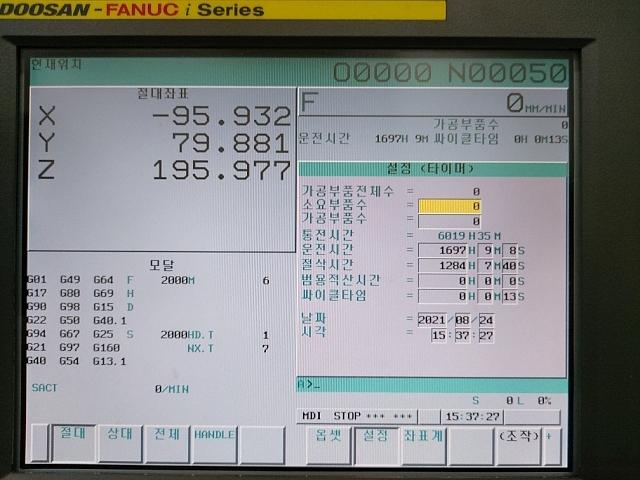 DOOSAN - FANUC i Series
현재위치 O0000 N00050
절대좌표
X -95.932
Y 79.881
Z 195.977
F 0 MM/MIN
가공부품수 0
운전시간 1697H 9M 싸이클타임 0H 0M13S
설정 (타이머)
가공부품전체수 = 0
소요부품수 = 0
가공부품수 = 0
통전시간 = 6019H35M
운전시간 = 1697H 9M 8S
절삭시간 = 1284H 7M40S
범용적산시간 = 0H 0M 0S
싸이클타임 = 0H 0M13S
날짜 = 2021/08/24
시각 = 15:37:27
모달
G01 G49 G64 F 2000M 6
G17 G80 G69 H
G90 G98 G15 D
G22 G50 G40.1
G94 G67 G25 S 2000HD.T 1
G21 G97 G160 NX.T 7
G40 G54 G13.1
SACT 0/MIN
A>_
S 0 L 0%
MDI STOP *** *** 15:37:27
절대 상대 전체 HANDLE
옵셋 설정 좌표계 (조작) +